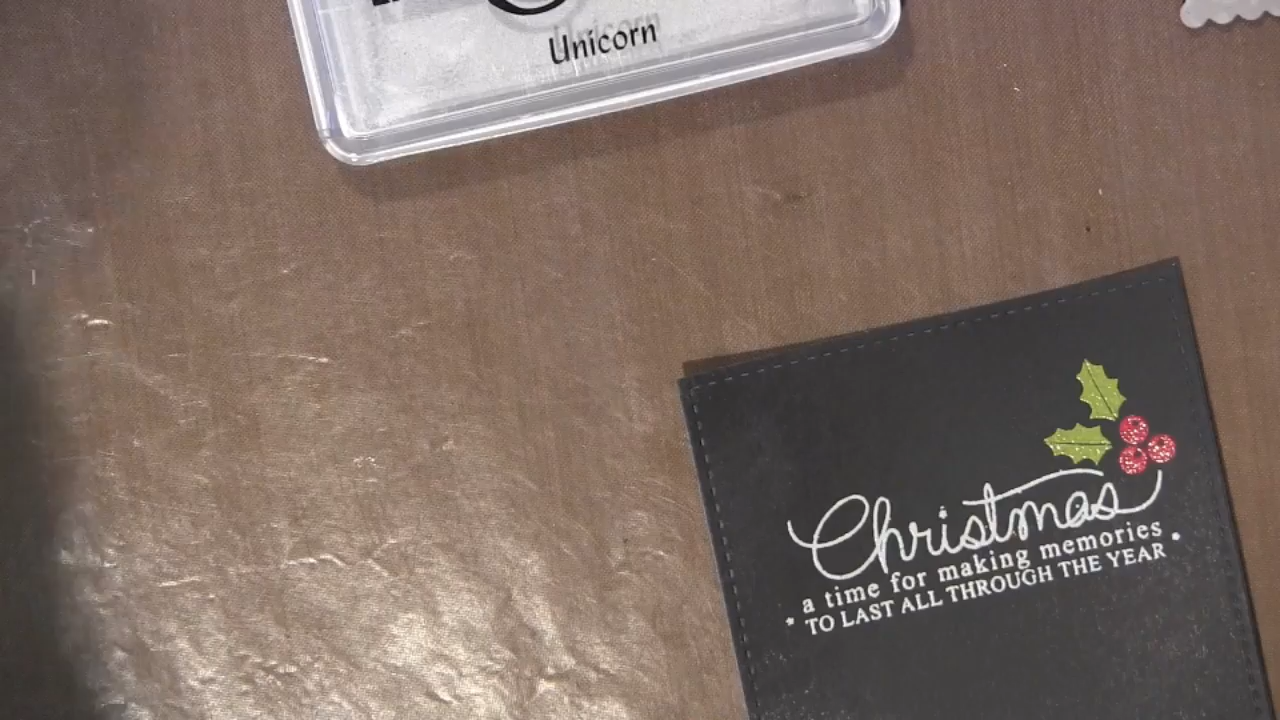 Unicorn
Christmas
a time for making memories
TO LAST ALL THROUGH THE YEAR